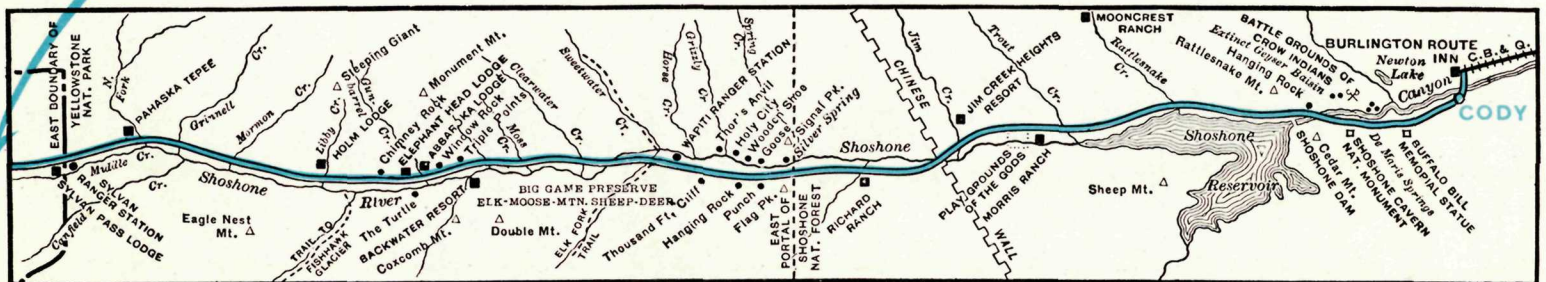 EAST BOUNDARY OF
YELLOWSTONE
NAT. PARK
N. Fork
PAHASKA TEPEE
Grinnell
Cr.
Mormon
Cr.
Sleeping Giant
Libby
Cr.
Gun-
barrel
Cr.
HOLM LODGE
Chimney Rock
Monument Mt.
ELEPHANT HEAD LODGE
ABSAROKA LODGE
Window Rock
Triple Points
Clearwater
Cr.
Moss
Cr.
Sweetwater
Cr.
Horse
Cr.
Grizzly
Cr.
Spring
Cr.
WAPITI RANGER STATION
Thor's Anvil
Holy City
Wooden Shoe
Goose
Signal Pk.
Silver Spring
CHINESE
WALL
Jim
Cr.
Trout
Cr.
JIM CREEK HEIGHTS
RESORT
MOONCREST
RANCH
Rattlesnake
Cr.
BATTLE GROUNDS OF
CROW INDIANS
Extinct Geyser Basin
Hanging Rock
Rattlesnake Mt.
BURLINGTON ROUTE
INN
C. B. & Q.
Newton
Lake
Canyon
CODY
Middle
Cr.
SYLVAN
RANGER STATION
SYLVAN PASS LODGE
Canfield
Cr.
Shoshone
River
Eagle Nest
Mt.
TRAIL TO
FISHHAWK
GLACIER
The Turtle
BACKWATER RESORT
Coxcomb Mt.
BIG GAME PRESERVE
ELK-MOOSE-MTN. SHEEP-DEER
Double Mt.
ELK FORK
TRAIL
Thousand Ft. Cliff
Hanging Rock
Punch
Flag Pk.
EAST
PORTAL OF
SHOSHONE
NAT. FOREST
Shoshone
RICHARD
RANCH
PLAYGROUNDS
OF THE GODS
MORRIS RANCH
Sheep Mt.
Shoshone
Reservoir
SHOSHONE DAM
Cedar Mt.
SHOSHONE CAVERN
NAT. MONUMENT
De Maris Springs
BUFFALO BILL
MEMORIAL STATUE